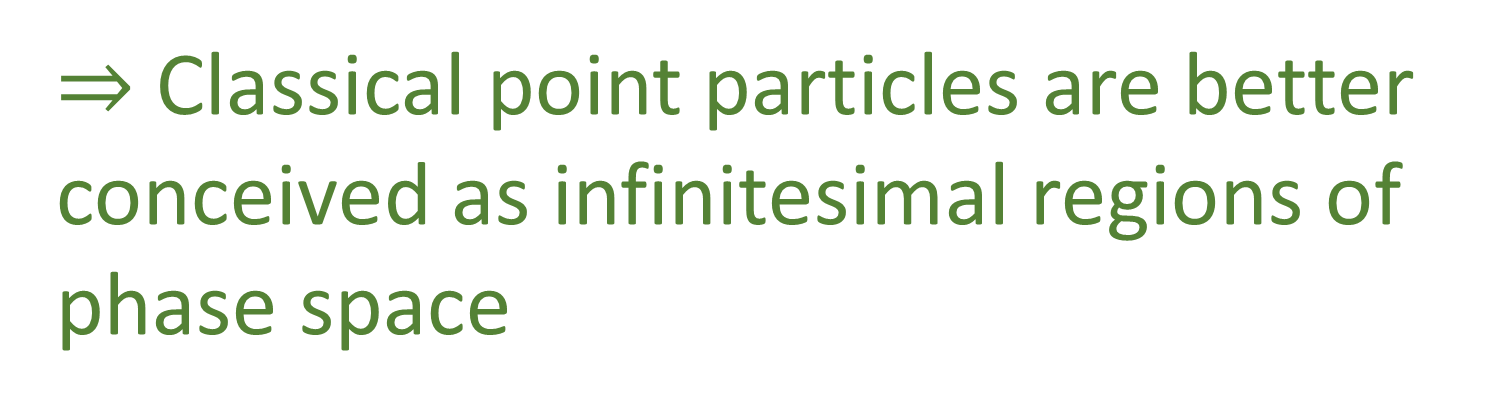 ⇒ Classical point particles are better
conceived as infinitesimal regions of
phase space